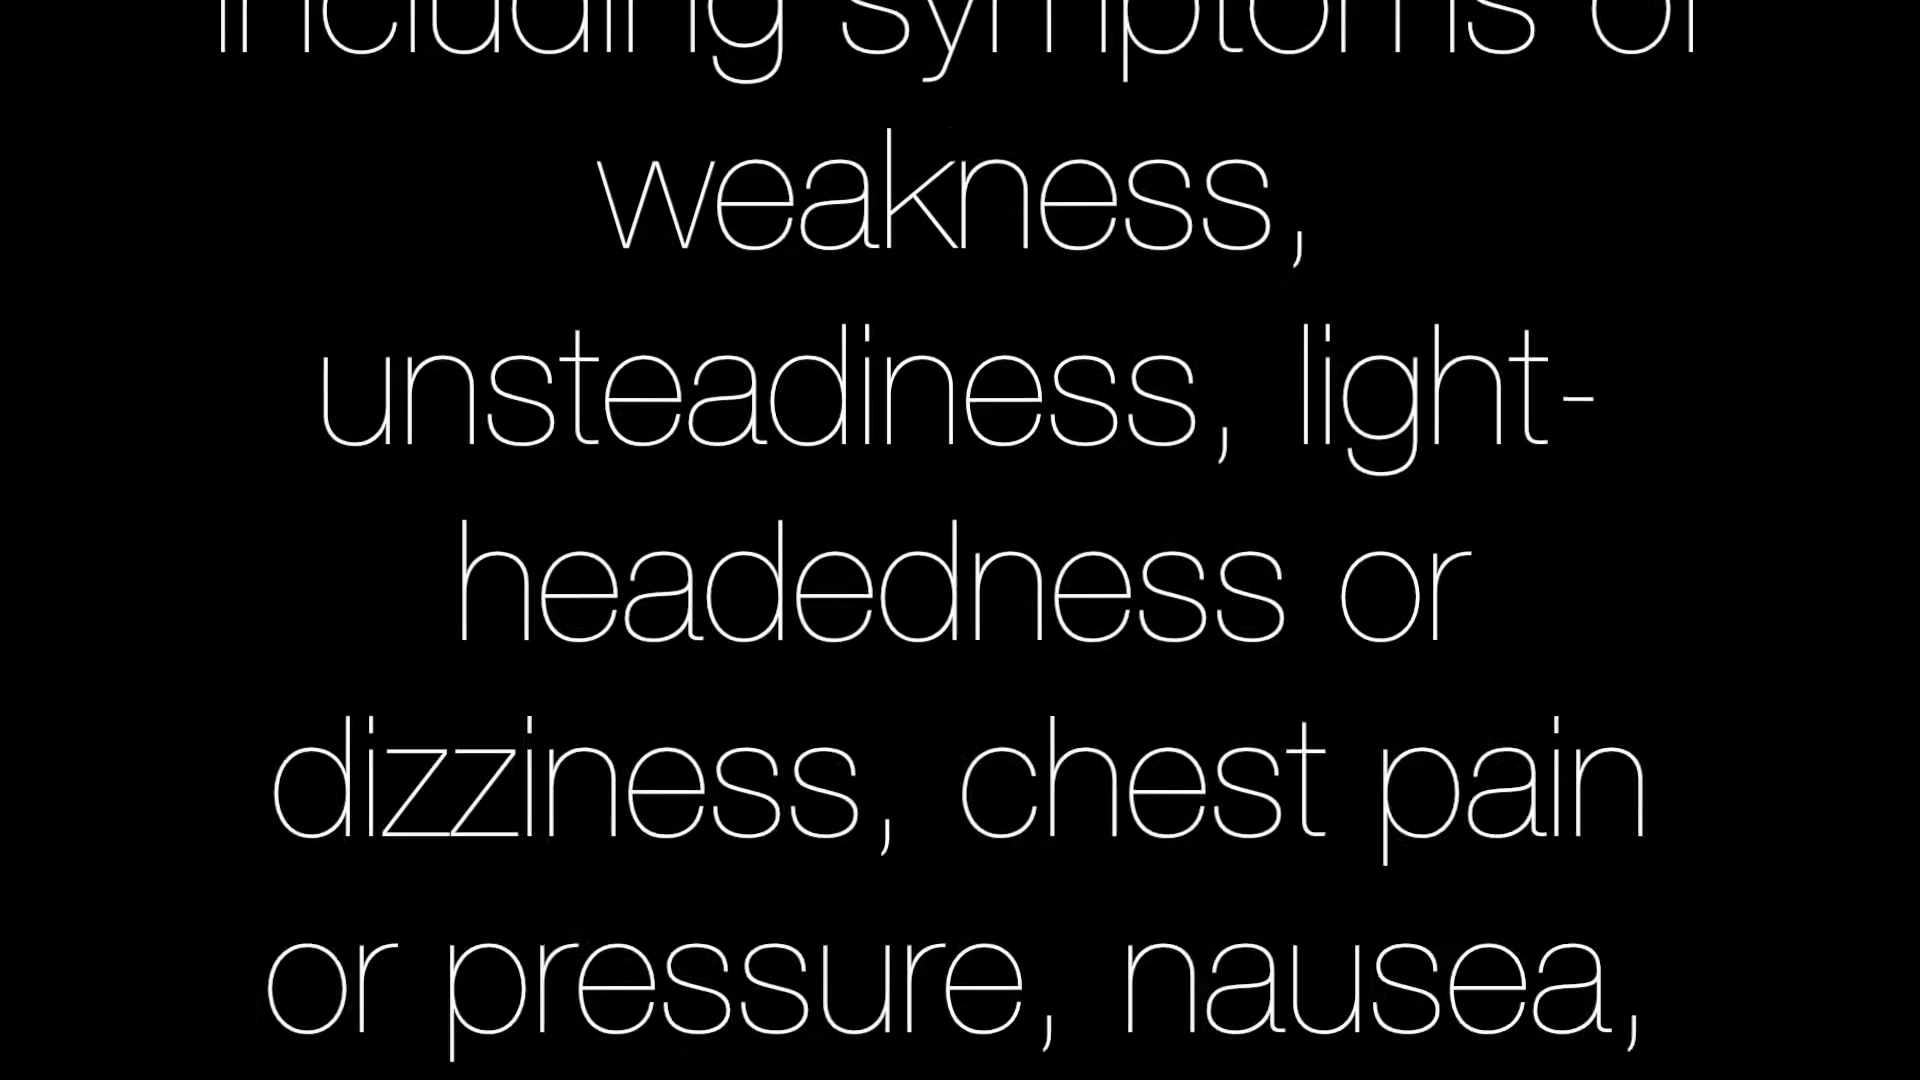 including symptoms of
weakness,
unsteadiness, light-
headedness or
dizziness, chest pain
or pressure, nausea,